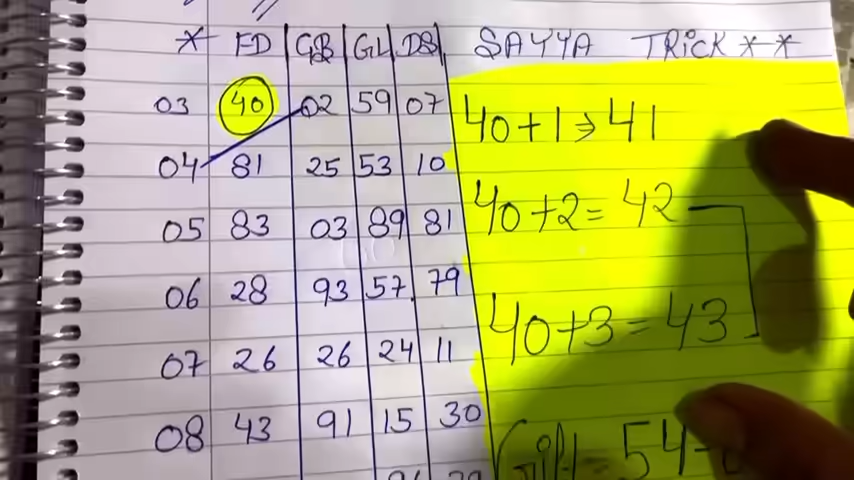 * FD GB GL DS SAYYA TRICK **
03 40 02 59 07
04 81 25 53 10
05 83 03 89 81
06 28 93 57 79
07 26 26 24 11
08 43 91 15 30
40+1⇒41
40+2=42
40+3=43
Gift=54-